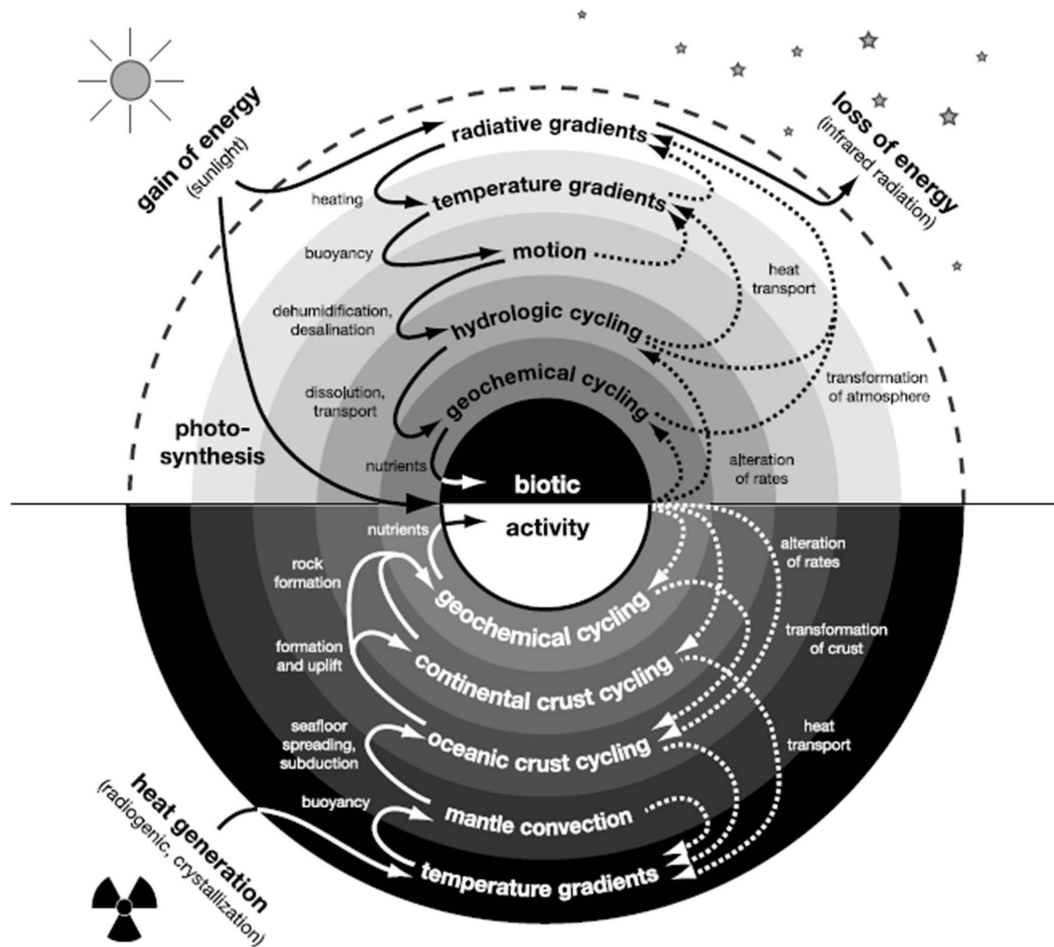 gain of energy
(sunlight)
loss of energy
(infrared radiation)
radiative gradients
heating
temperature gradients
buoyancy
motion
heat
transport
dehumidification,
desalination
hydrologic cycling
dissolution,
transport
geochemical cycling
transformation
of atmosphere
photo-
synthesis
nutrients
alteration
of rates
biotic
activity
nutrients
alteration
of rates
rock
formation
geochemical cycling
formation
and uplift
transformation
of crust
continental crust cycling
seafloor
spreading,
subduction
oceanic crust cycling
heat
transport
buoyancy
mantle convection
temperature gradients
heat generation
(radiogenic, crystallization)